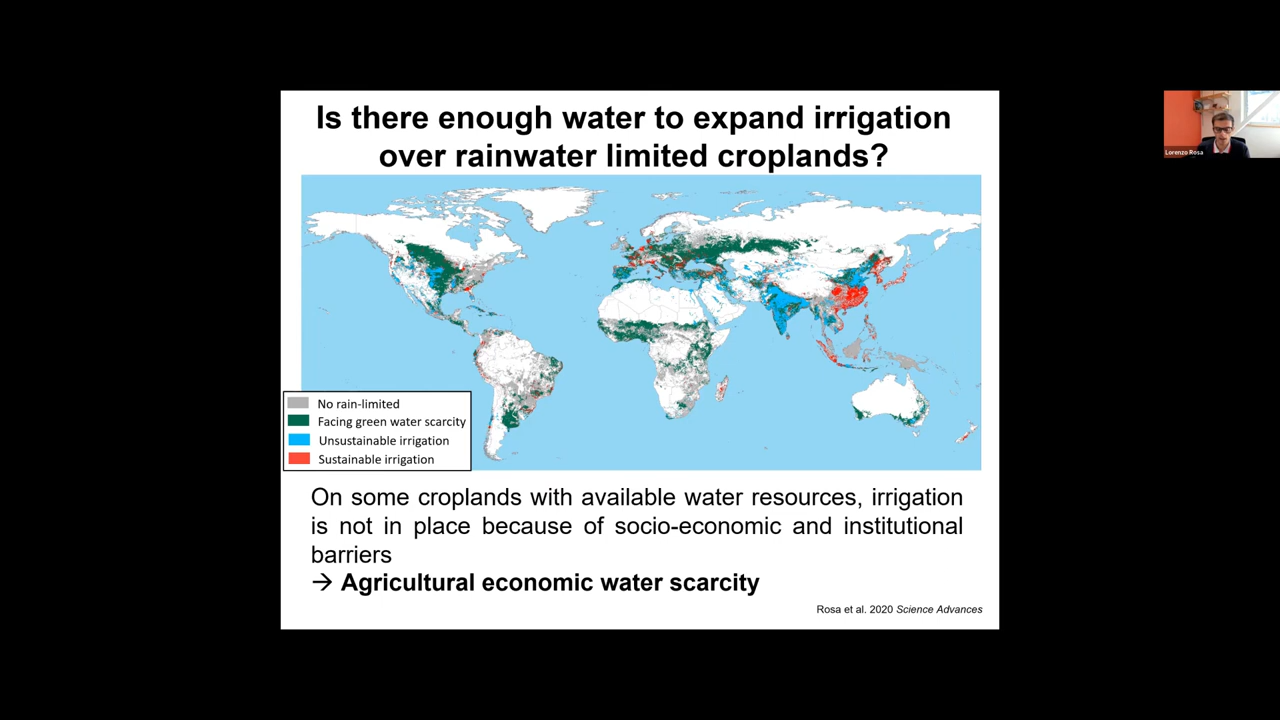 Is there enough water to expand irrigation
over rainwater limited croplands?
Lorenzo Rosa
No rain-limited
Facing green water scarcity
Unsustainable irrigation
Sustainable irrigation
On some croplands with available water resources, irrigation
is not in place because of socio-economic and institutional
barriers
→ Agricultural economic water scarcity
Rosa et al. 2020 Science Advances